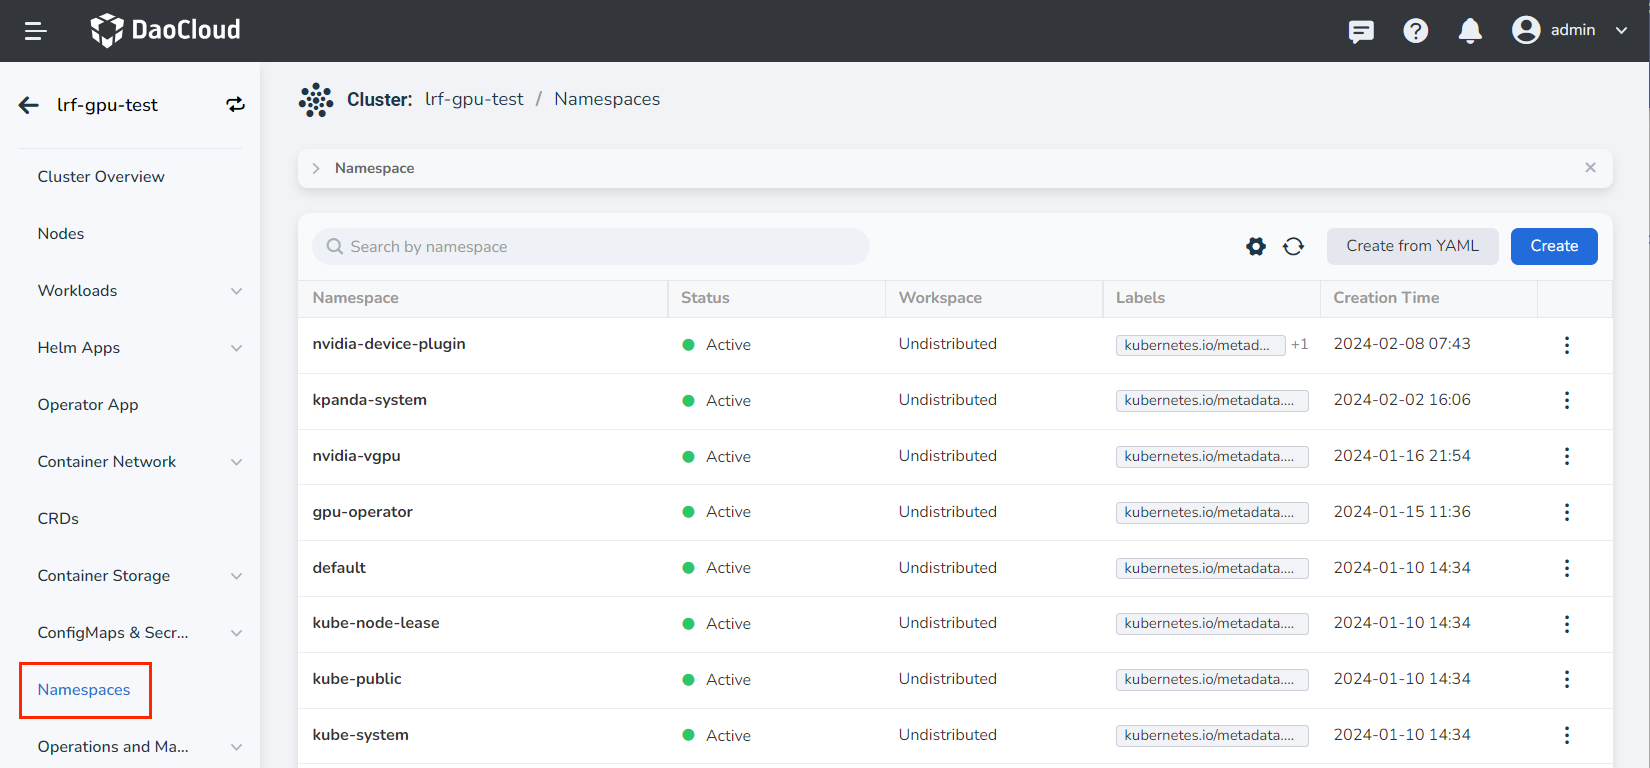 DaoCloud
admin
lrf-gpu-test
Cluster Overview
Nodes
Workloads
Helm Apps
Operator App
Container Network
CRDs
Container Storage
ConfigMaps & Secr...
Namespaces
Operations and Ma...
Cluster: lrf-gpu-test / Namespaces
Namespace
Search by namespace
Create from YAML
Create
Namespace Status Workspace Labels Creation Time
nvidia-device-plugin Active Undistributed kubernetes.io/metad... +1 2024-02-08 07:43
kpanda-system Active Undistributed kubernetes.io/metadata.... 2024-02-02 16:06
nvidia-vgpu Active Undistributed kubernetes.io/metadata.... 2024-01-16 21:54
gpu-operator Active Undistributed kubernetes.io/metadata.... 2024-01-15 11:36
default Active Undistributed kubernetes.io/metadata.... 2024-01-10 14:34
kube-node-lease Active Undistributed kubernetes.io/metadata.... 2024-01-10 14:34
kube-public Active Undistributed kubernetes.io/metadata.... 2024-01-10 14:34
kube-system Active Undistributed kubernetes.io/metadata.... 2024-01-10 14:34